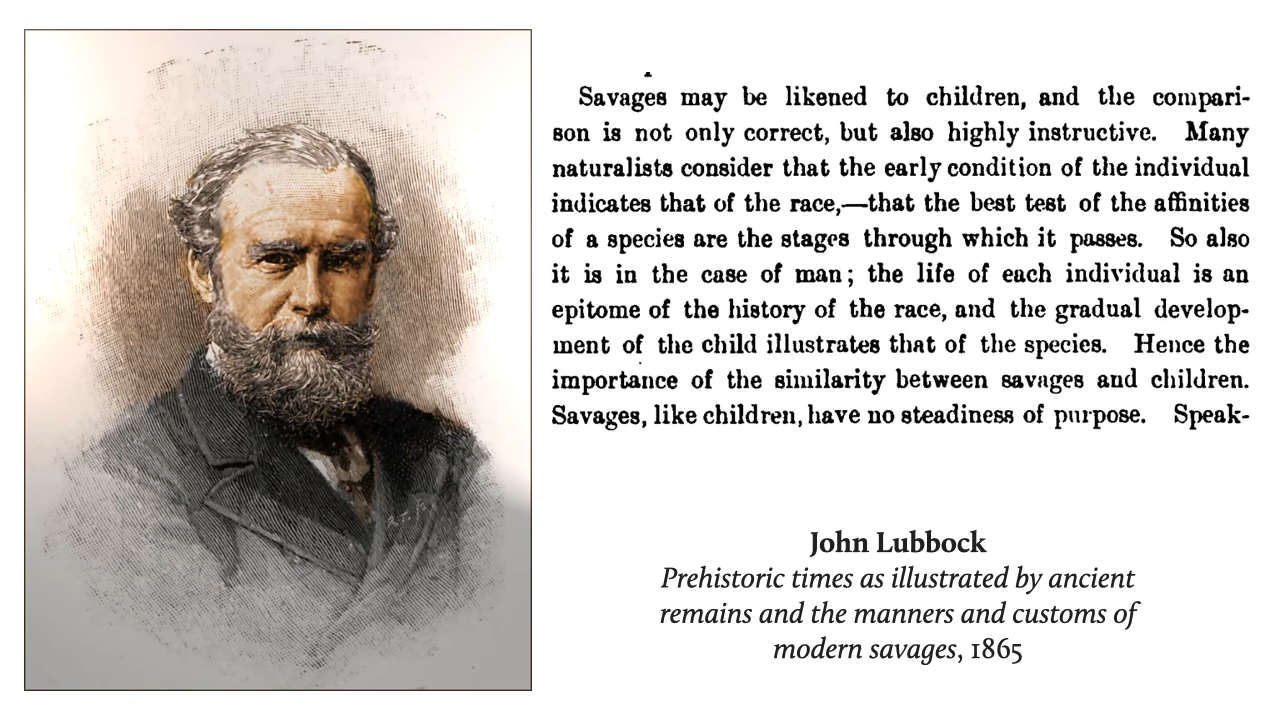 Savages may be likened to children, and the compari-
son is not only correct, but also highly instructive. Many
naturalists consider that the early condition of the individual
indicates that of the race,—that the best test of the affinities
of a species are the stages through which it passes. So also
it is in the case of man; the life of each individual is an
epitome of the history of the race, and the gradual develop-
ment of the child illustrates that of the species. Hence the
importance of the similarity between savages and children.
Savages, like children, have no steadiness of purpose. Speak-
John Lubbock
Prehistoric times as illustrated by ancient
remains and the manners and customs of
modern savages, 1865